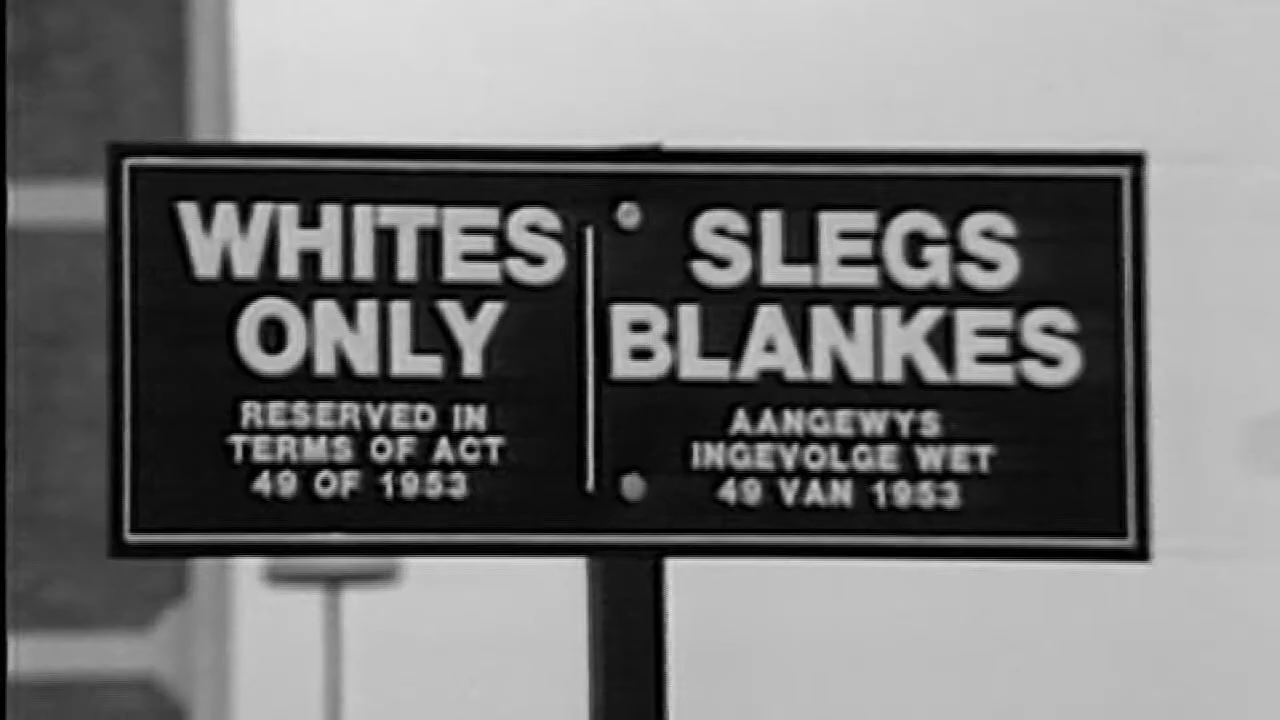 WHITES
ONLY
RESERVED IN
TERMS OF ACT
49 OF 1953
SLEGS
BLANKES
AANGEWYS
INGEVOLGE WET
49 VAN 1953